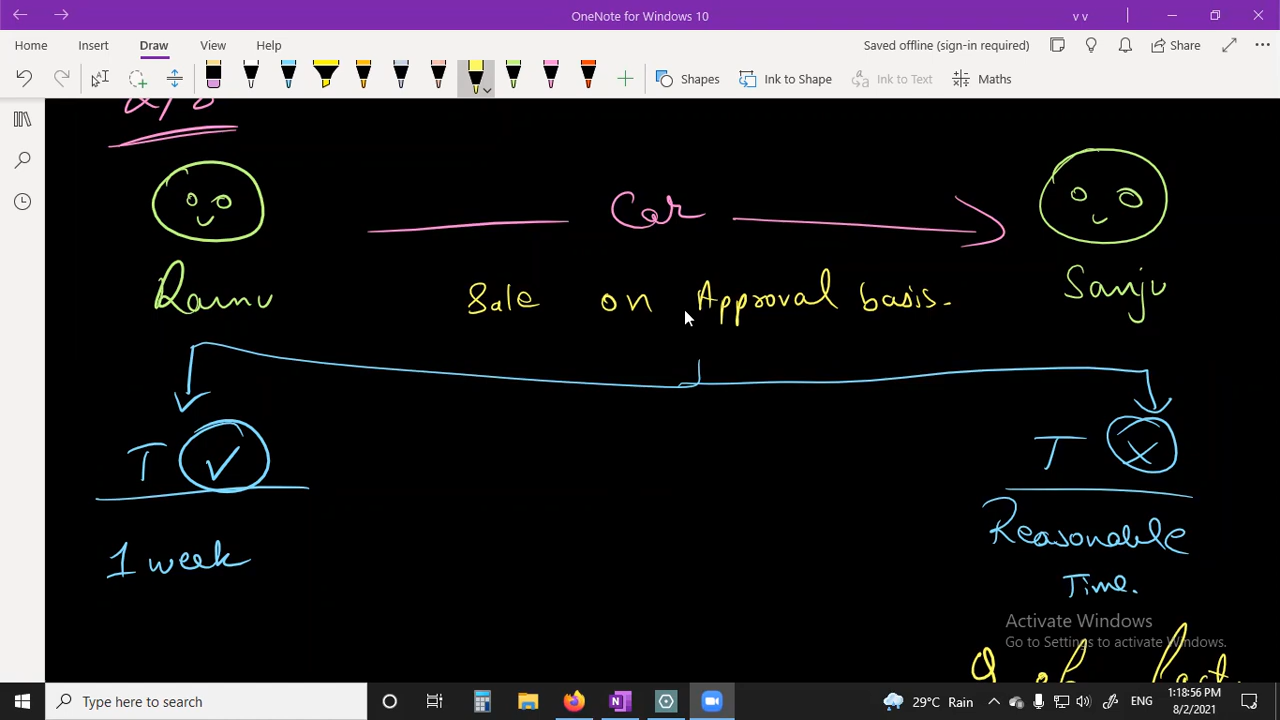 OneNote for Windows 10
v v
Home Insert Draw View Help
Saved offline (sign-in required)
Share
Shapes
Ink to Shape
Ink to Text
Maths
Car
Ramu
Sale on Approval basis.
Sanju
T ✓
T X
1 week
Reasonable
Time.
Activate Windows
Go to Settings to activate Windows.
Type here to search
29°C Rain
ENG
1:18:56 PM
8/2/2021